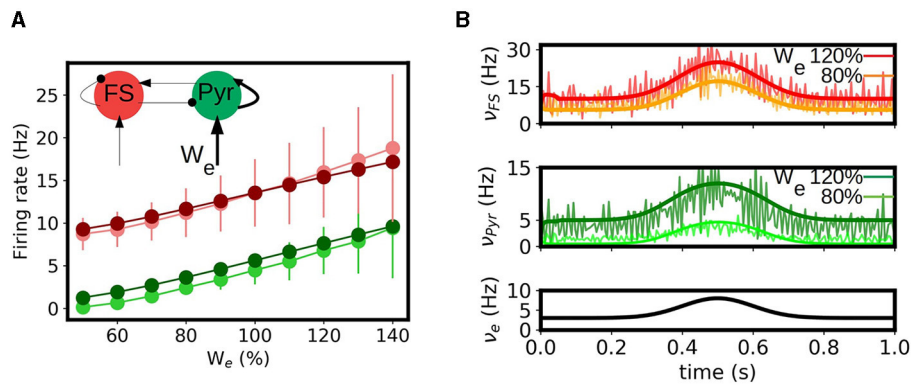 A
B
FS
Pyr
W
e
Firing rate (Hz)
25
20
15
10
5
0
60
80
100
120
140
W e (%)
ν FS (Hz)
30
15
0
W e 120%
80%
ν Pyr (Hz)
15
5
0
W e 120%
80%
ν e (Hz)
10
5
0
0.0
0.2
0.4
0.6
0.8
1.0
time (s)